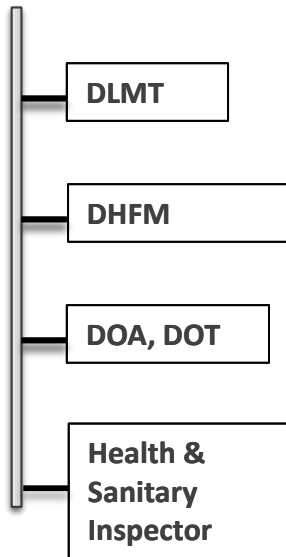 DLMT
DHFM
DOA, DOT
Health &
Sanitary
Inspector